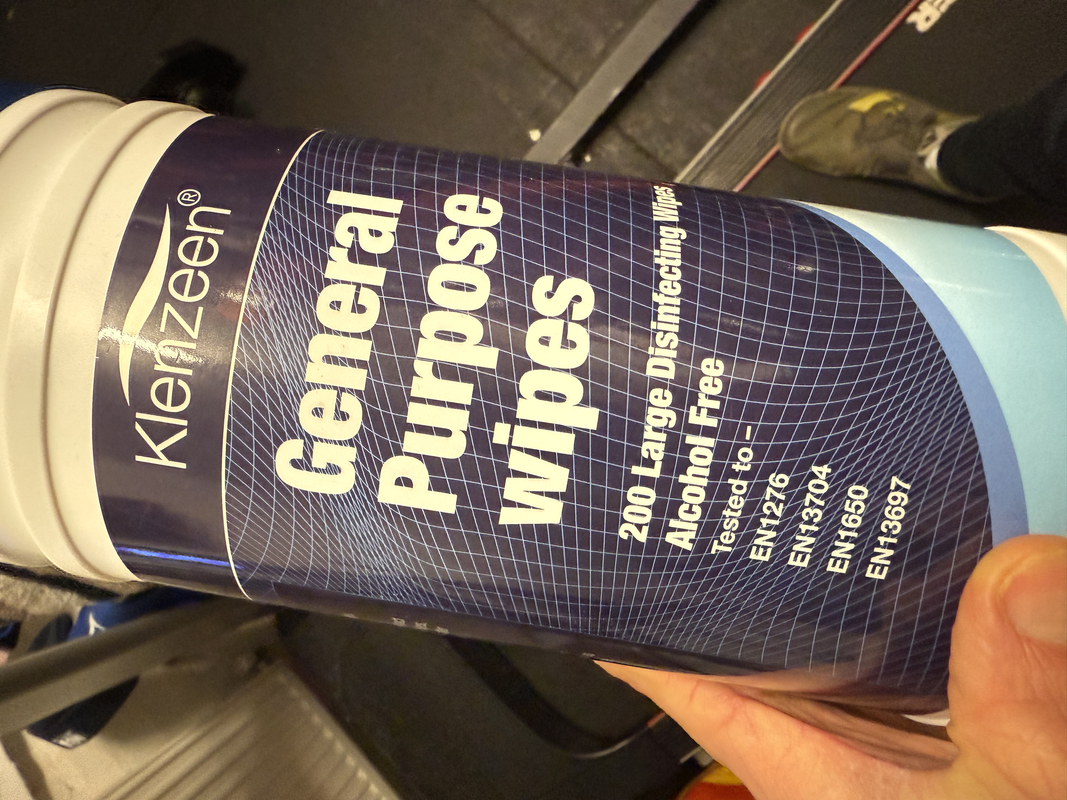 Klenzeen®
General
Purpose
wipes
200 Large Disinfecting Wipes
Alcohol Free
Tested to –
EN1276
EN13704
EN1650
EN13697